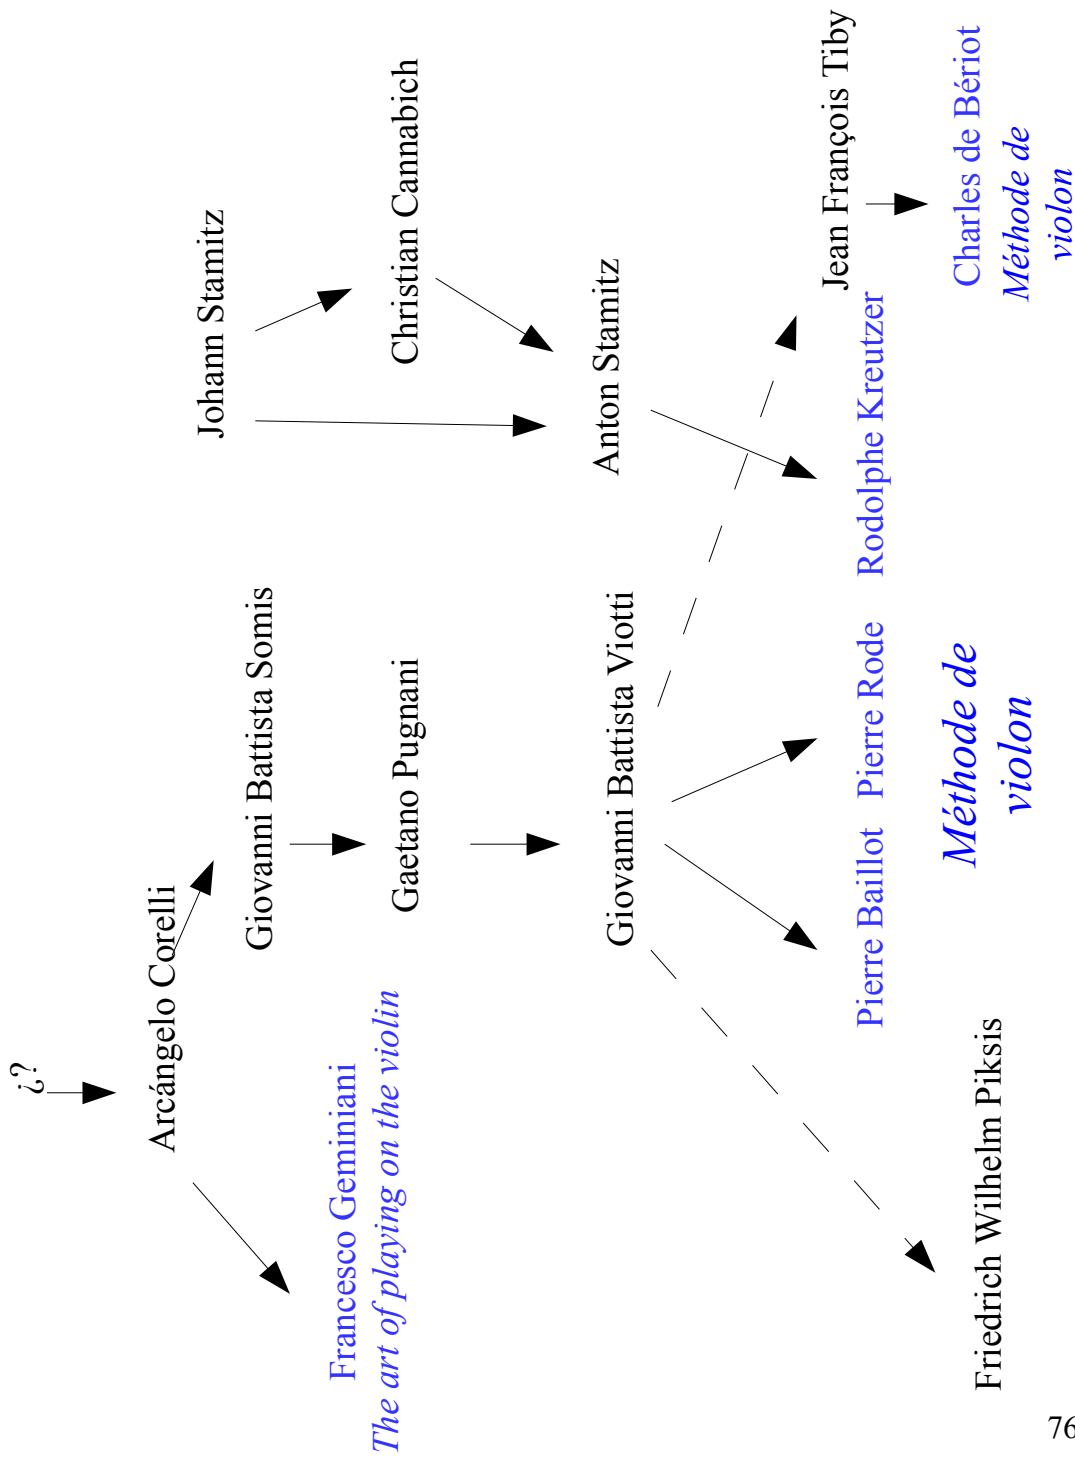 ¿?
Arcángelo Corelli
Johann Stamitz
Giovanni Battista Somis
Francesco Geminiani
The art of playing on the violin
Gaetano Pugnani
Christian Cannabich
Giovanni Battista Viotti
Anton Stamitz
Jean François Tiby
Pierre Baillot Pierre Rode Rodolphe Kreutzer
Méthode de
violon
Charles de Bériot
Méthode de
violon
Friedrich Wilhelm Piksis
76